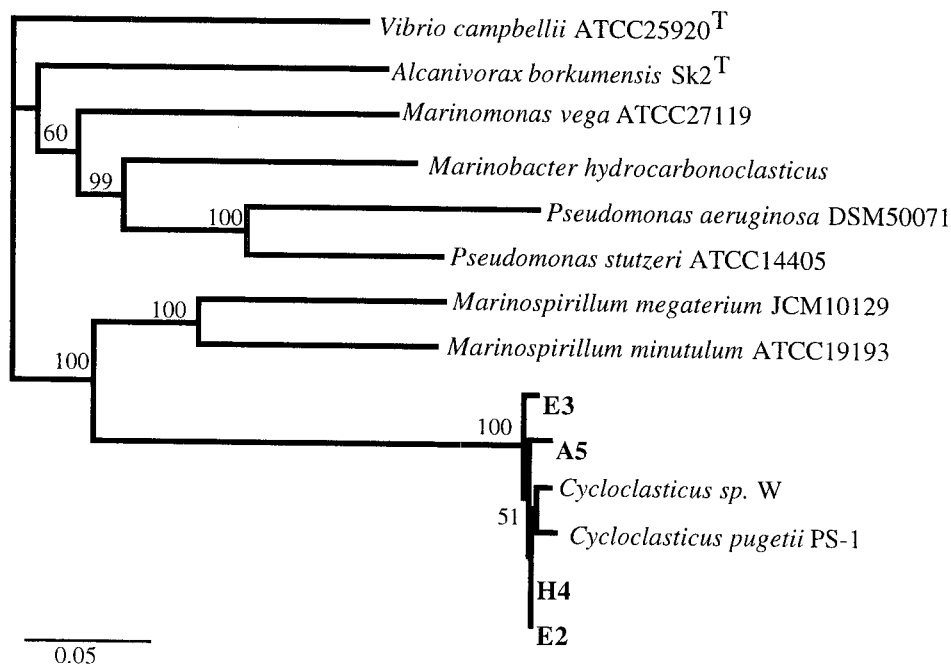 Vibrio campbellii ATCC25920T
Alcanivorax borkumensis Sk2T
Marinomonas vega ATCC27119
60
Marinobacter hydrocarbonoclasticus
99
Pseudomonas aeruginosa DSM50071
100
Pseudomonas stutzeri ATCC14405
Marinospirillum megaterium JCM10129
100
Marinospirillum minutulum ATCC19193
100
E3
100
A5
Cycloclasticus sp. W
51
Cycloclasticus pugetii PS-1
H4
E2
0.05